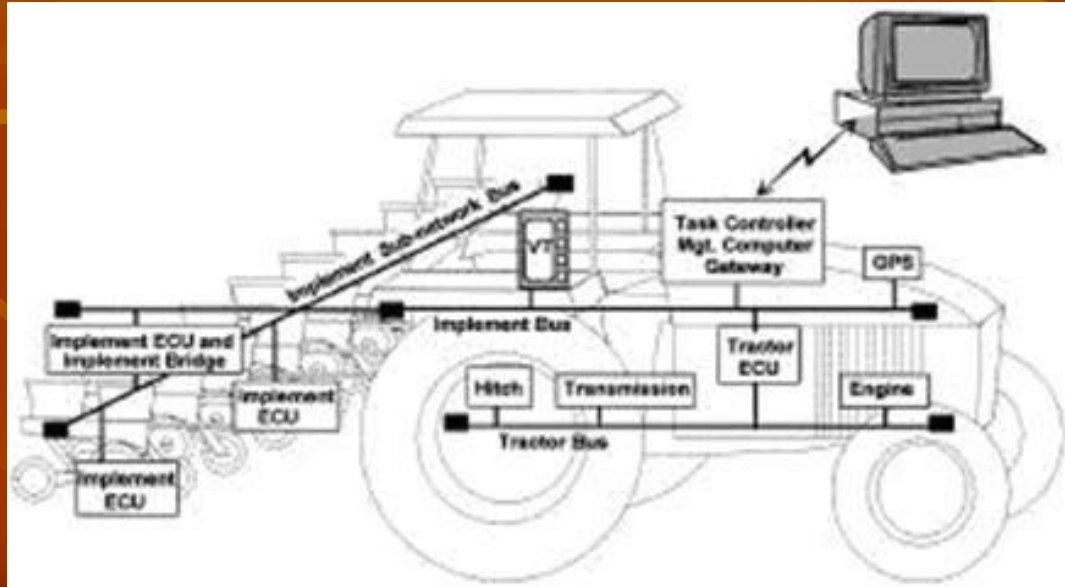 Implement Sub-network Bus
VT
Task Controller
Mgt. Computer
Gateway
GPS
Implement Bus
Implement ECU and
Implement Bridge
Tractor
ECU
Hitch
Transmission
Engine
Implement
ECU
Tractor Bus
Implement
ECU